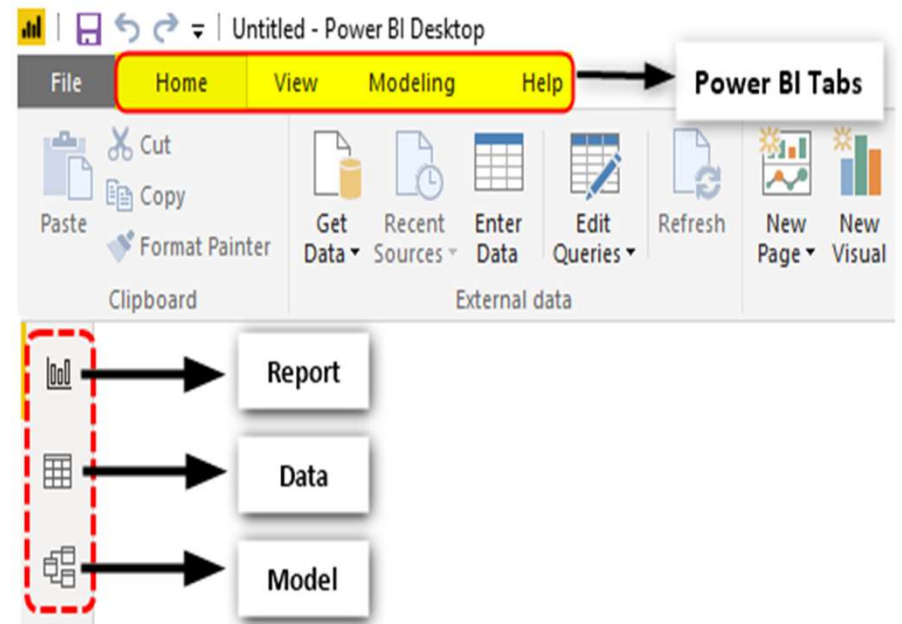 Untitled - Power BI Desktop
File Home View Modeling Help
Power BI Tabs
Cut
Copy
Paste
Format Painter
Get Data
Recent Sources
Enter Data
Edit Queries
Refresh
New Page
New Visual
Clipboard
External data
Report
Data
Model